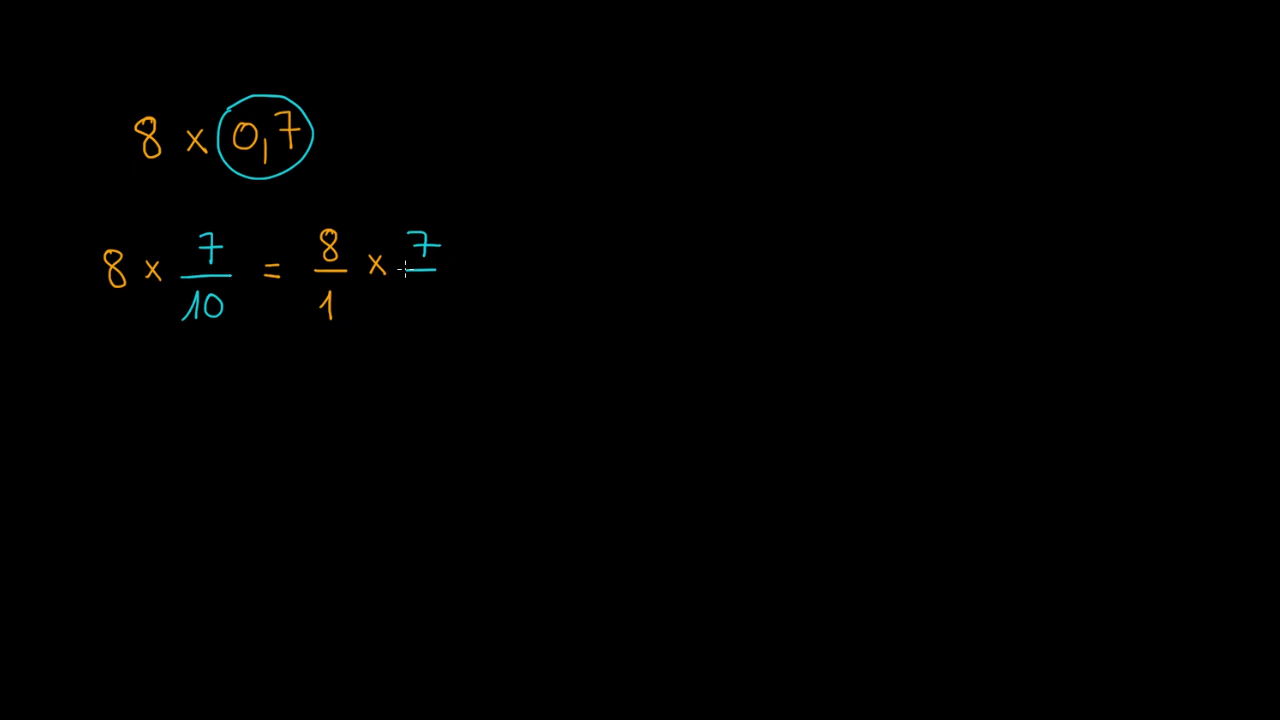 8 × 0,7
8 × 7/10 = 8/1 × 7/